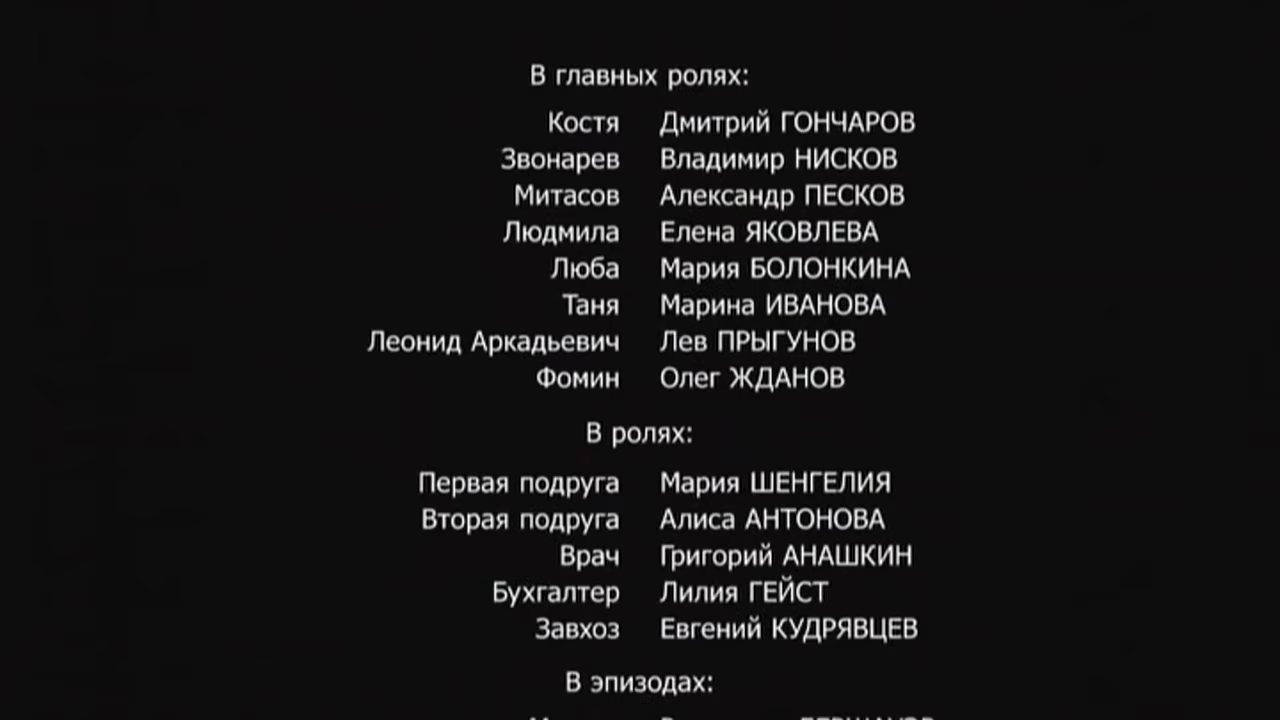 В главных ролях:
Костя Дмитрий ГОНЧАРОВ
Звонарев Владимир НИСКОВ
Митасов Александр ПЕСКОВ
Людмила Елена ЯКОВЛЕВА
Люба Мария БОЛОНКИНА
Таня Марина ИВАНОВА
Леонид Аркадьевич Лев ПРЫГУНОВ
Фомин Олег ЖДАНОВ
В ролях:
Первая подруга Мария ШЕНГЕЛИЯ
Вторая подруга Алиса АНТОНОВА
Врач Григорий АНАШКИН
Бухгалтер Лилия ГЕЙСТ
Завхоз Евгений КУДРЯВЦЕВ
В эпизодах: